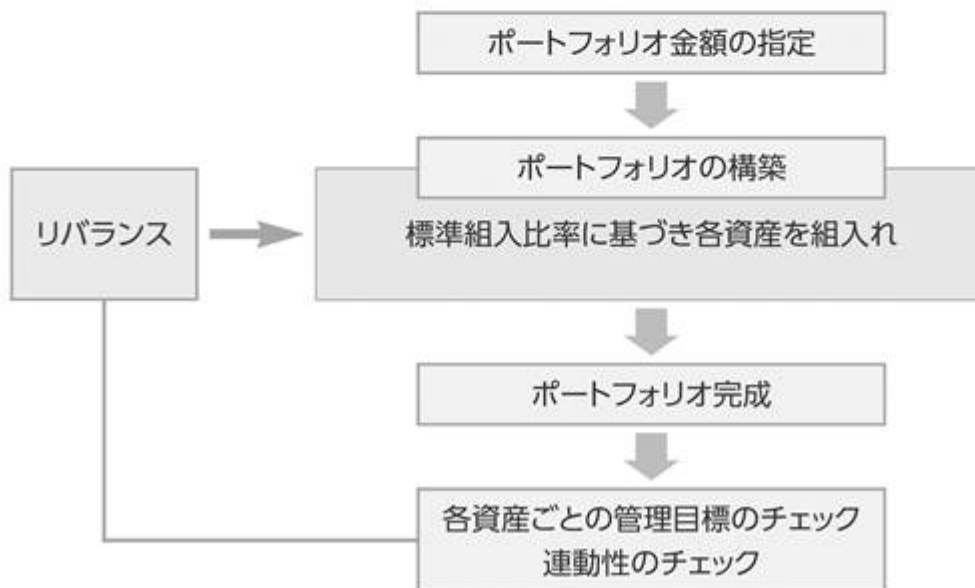 ポートフォリオ金額の指定
ポートフォリオの構築
リバランス
標準組入比率に基づき各資産を組入れ
ポートフォリオ完成
各資産ごとの管理目標のチェック
連動性のチェック